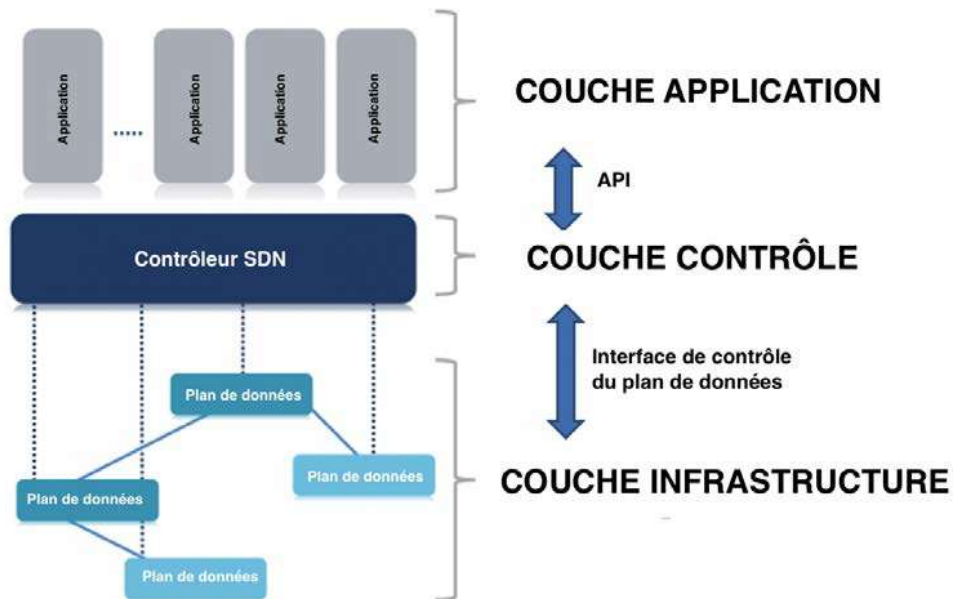 Application
.....
Application
Application
Application
COUCHE APPLICATION
API
Contrôleur SDN
COUCHE CONTRÔLE
Interface de contrôle
du plan de données
Plan de données
Plan de données
Plan de données
Plan de données
COUCHE INFRASTRUCTURE